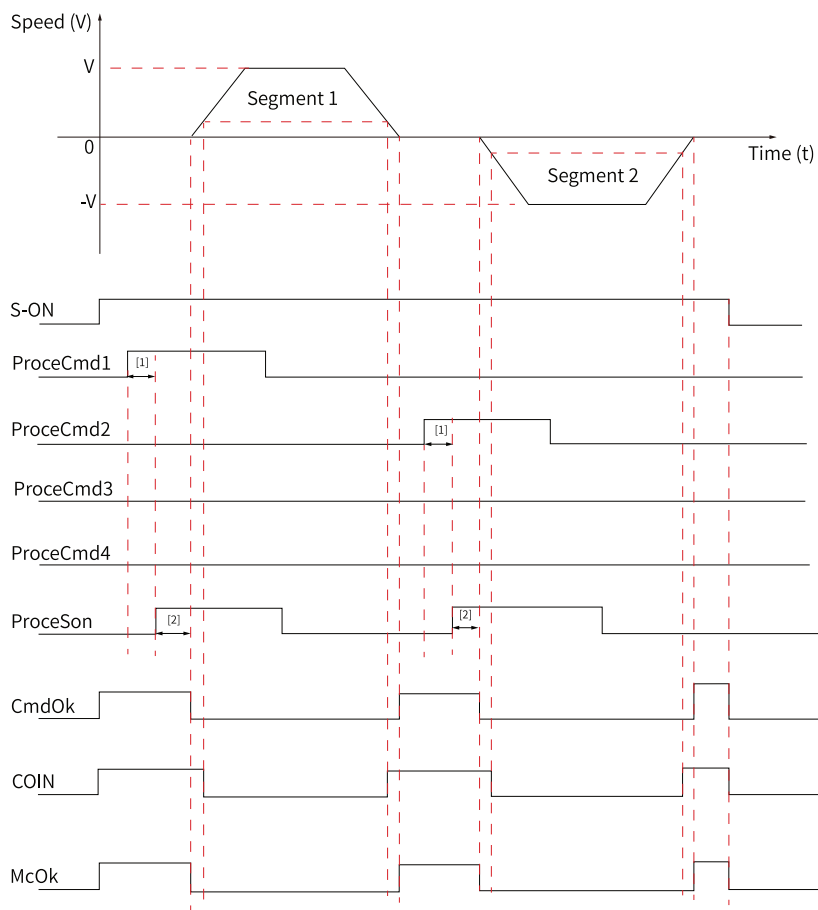 Speed (V)
V
Segment 1
0
Time (t)
Segment 2
-V
S-ON
ProceCmd1
[1]
ProceCmd2
[1]
ProceCmd3
ProceCmd4
ProceSon
[2]
[2]
CmdOk
COIN
McOk